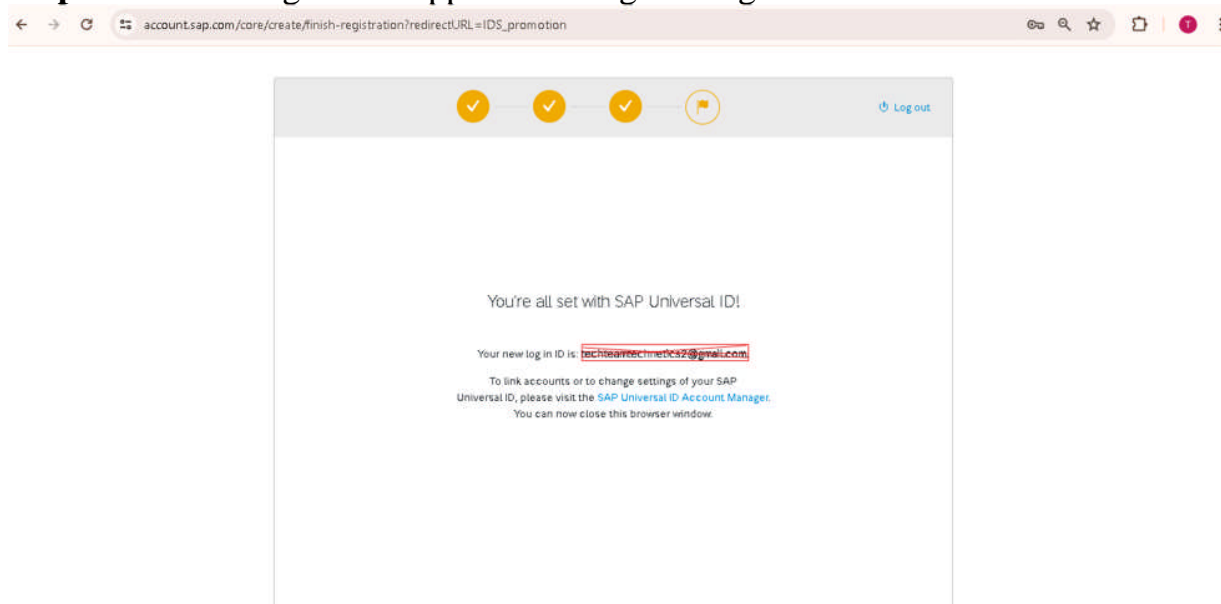 account.sap.com/core/create/finish-registration?redirectURL=IDS_promotion
T
Log out
You're all set with SAP Universal ID!
Your new log in ID is:
To link accounts or to change settings of your SAP
Universal ID, please visit the SAP Universal ID Account Manager.
You can now close this browser window.